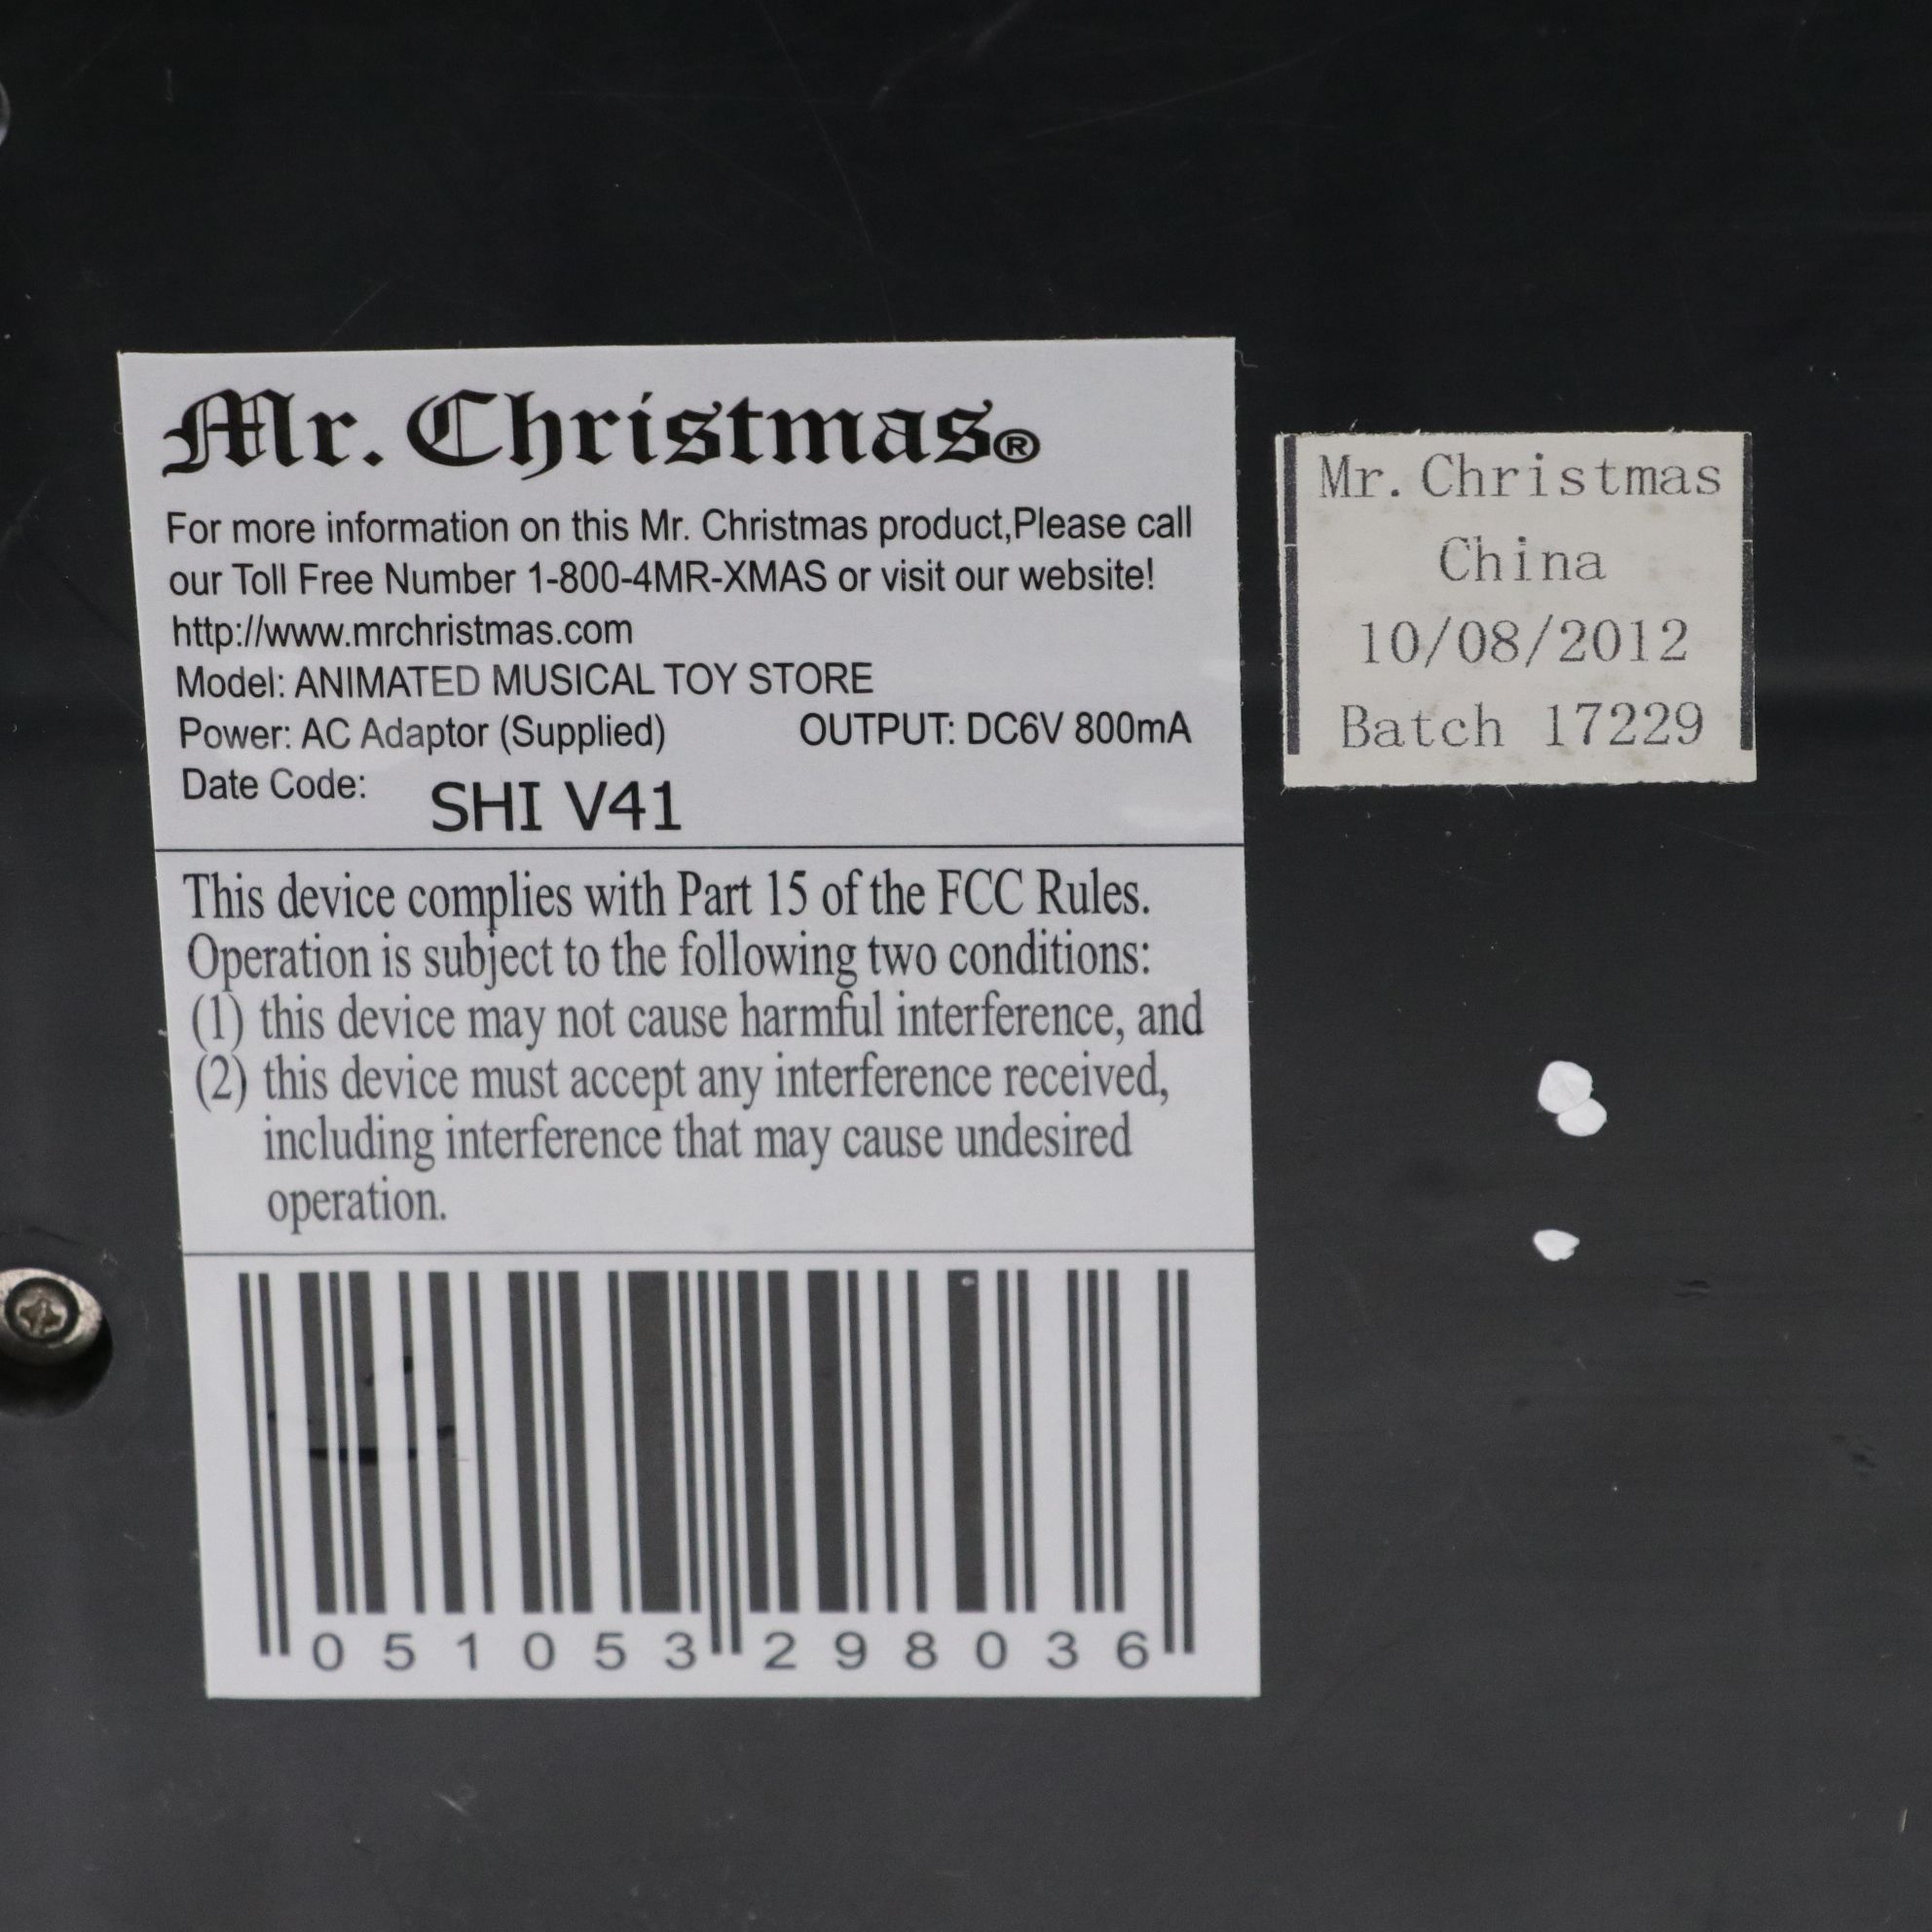 Mr. Christmas®
For more information on this Mr. Christmas product,Please call
our Toll Free Number 1-800-4MR-XMAS or visit our website!
http://www.mrchristmas.com
Model: ANIMATED MUSICAL TOY STORE
Power: AC Adaptor (Supplied) OUTPUT: DC6V 800mA
Date Code: SHI V41
This device complies with Part 15 of the FCC Rules.
Operation is subject to the following two conditions:
(1) this device may not cause harmful interference, and
(2) this device must accept any interference received,
including interference that may cause undesired
operation.
051053 298036
Mr. Christmas
China
10/08/2012
Batch 17229